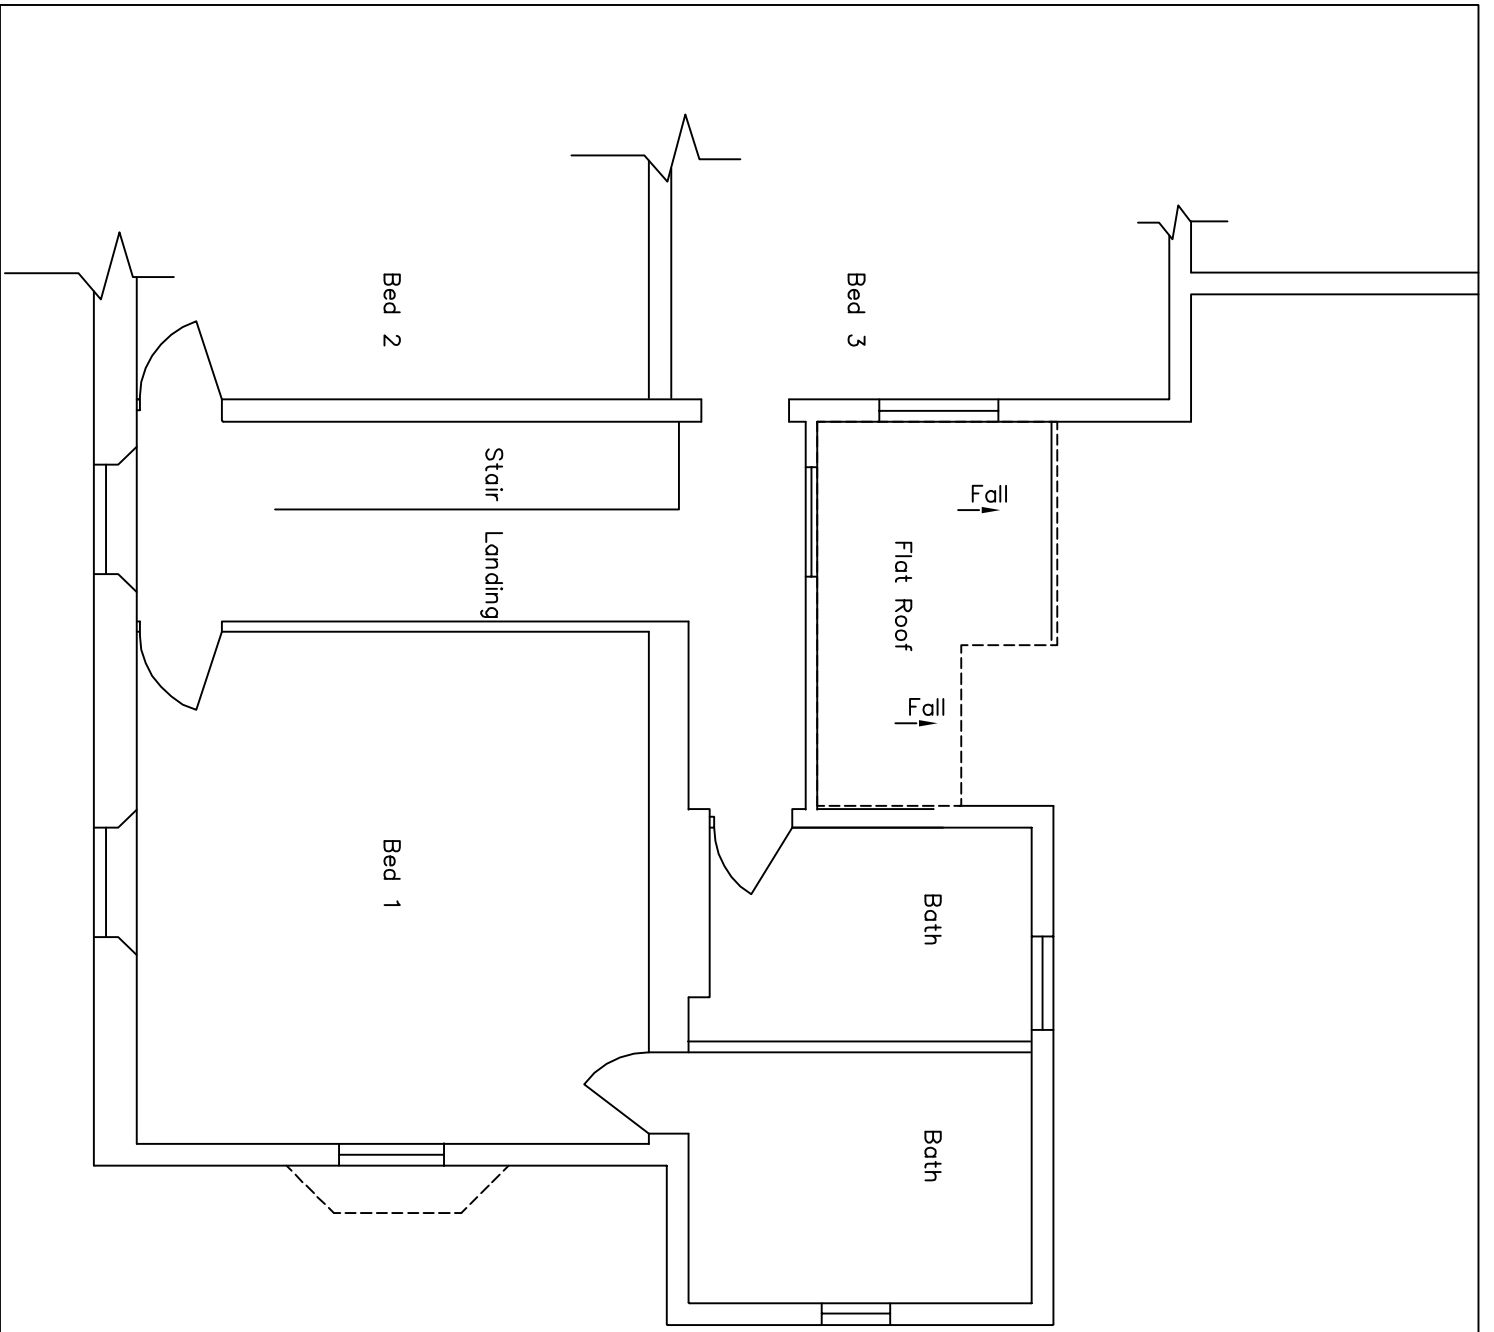 Bed 2
Bed 3
Stair
Landing
Fall
Flat Roof
Fall
Bed 1
Bath
Bath